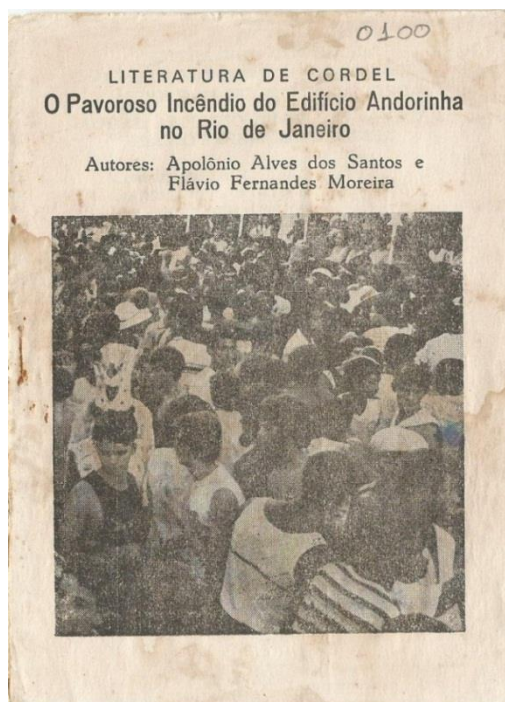 0100
LITERATURA DE CORDEL
O Pavoroso Incêndio do Edifício Andorinha
no Rio de Janeiro
Autores: Apolônio Alves dos Santos e
Flávio Fernandes Moreira